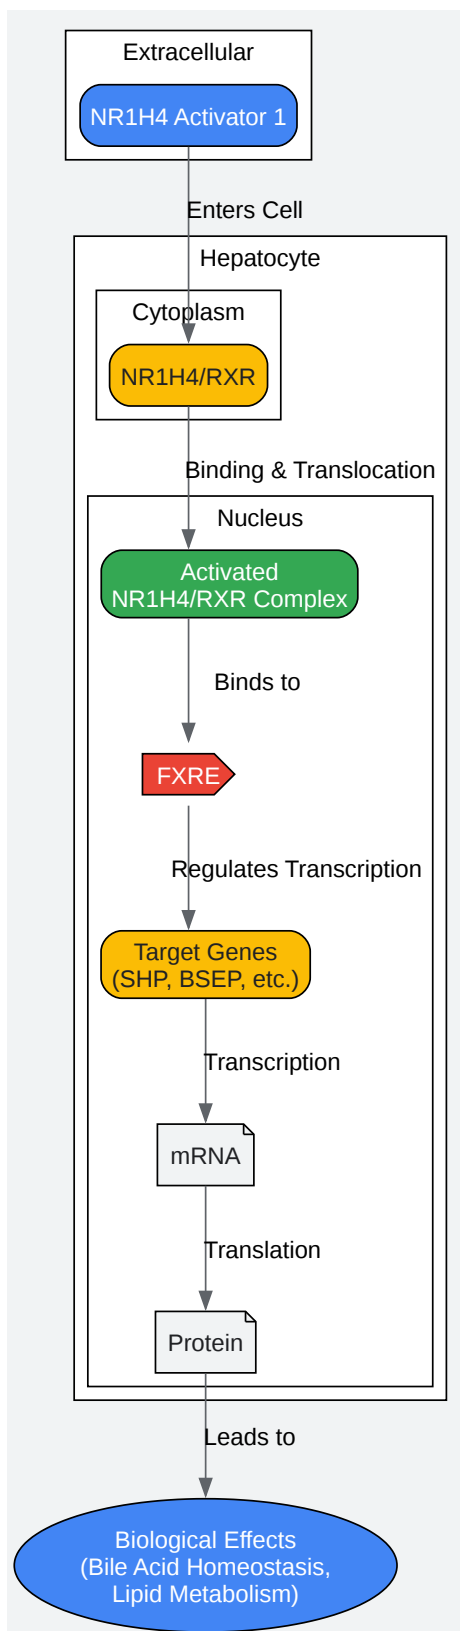 Extracellular
NR1H4 Activator 1
Enters Cell
Hepatocyte
Cytoplasm
NR1H4/RXR
Binding & Translocation
Nucleus
Activated
NR1H4/RXR Complex
Binds to
FXRE
Regulates Transcription
Target Genes
(SHP, BSEP, etc.)
Transcription
mRNA
Translation
Protein
Leads to
Biological Effects
(Bile Acid Homeostasis,
Lipid Metabolism)